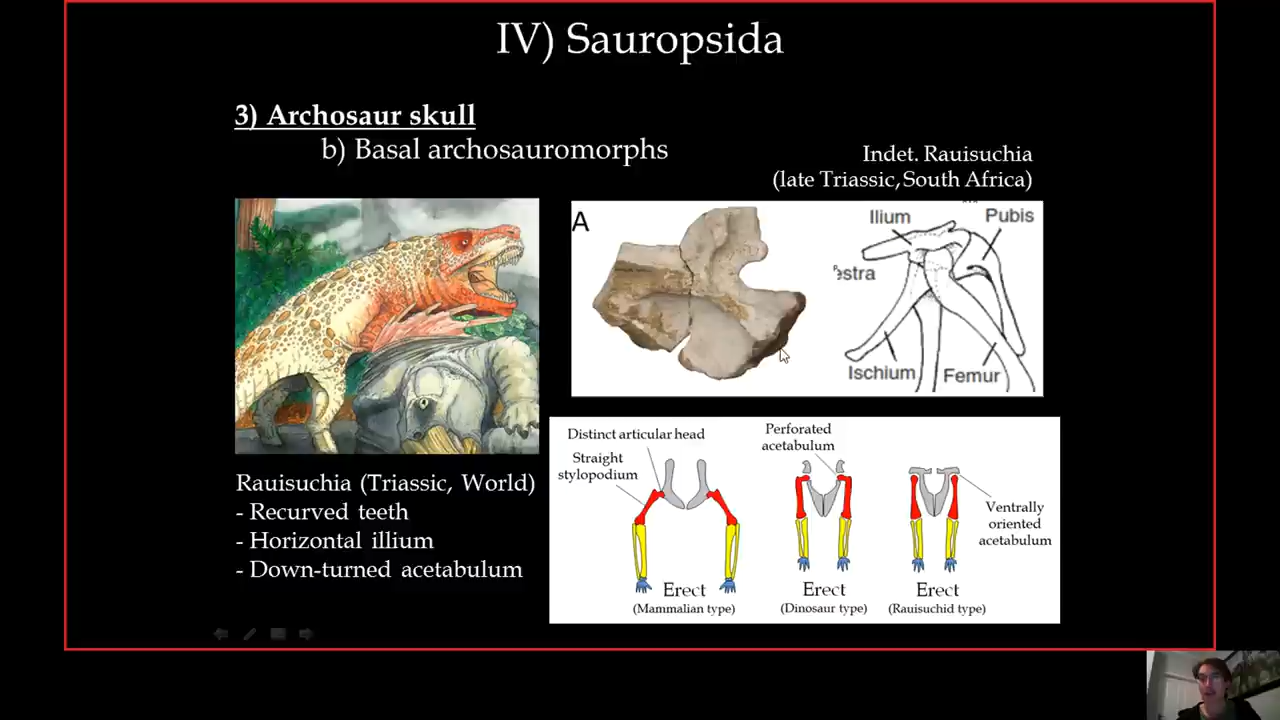 IV) Sauropsida
3) Archosaur skull
b) Basal archosauromorphs
Indet. Rauisuchia
(late Triassic, South Africa)
A
Ilium
Pubis
estra
Ischium
Femur
Rauisuchia (Triassic, World)
- Recurved teeth
- Horizontal illium
- Down-turned acetabulum
Distinct articular head
Straight
stylopodium
Perforated
acetabulum
Ventrally
oriented
acetabulum
Erect
(Mammalian type)
Erect
(Dinosaur type)
Erect
(Rauisuchid type)